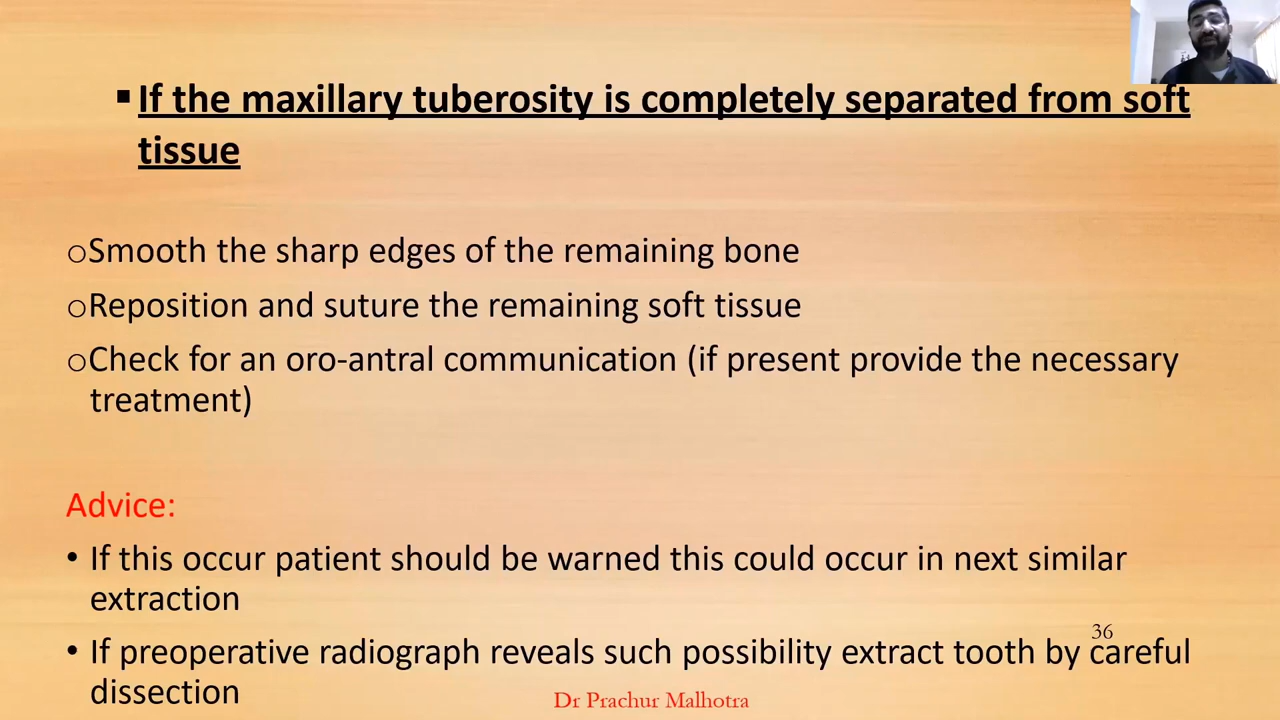 ▪If the maxillary tuberosity is completely separated from soft
tissue
oSmooth the sharp edges of the remaining bone
oReposition and suture the remaining soft tissue
oCheck for an oro-antral communication (if present provide the necessary
treatment)
Advice:
• If this occur patient should be warned this could occur in next similar
extraction
36
• If preoperative radiograph reveals such possibility extract tooth by careful
dissection
Dr Prachur Malhotra